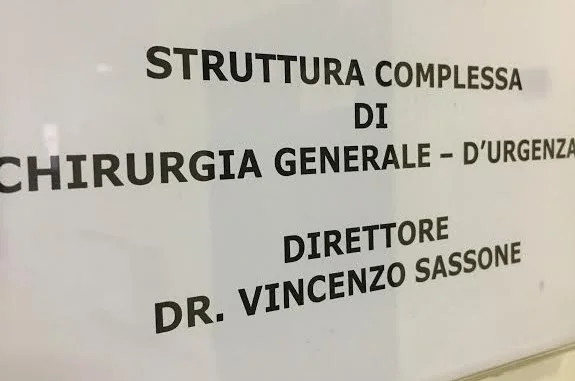 STRUTTURA COMPLESSA
DI
CHIRURGIA GENERALE – D'URGENZA
DIRETTORE
DR. VINCENZO SASSONE